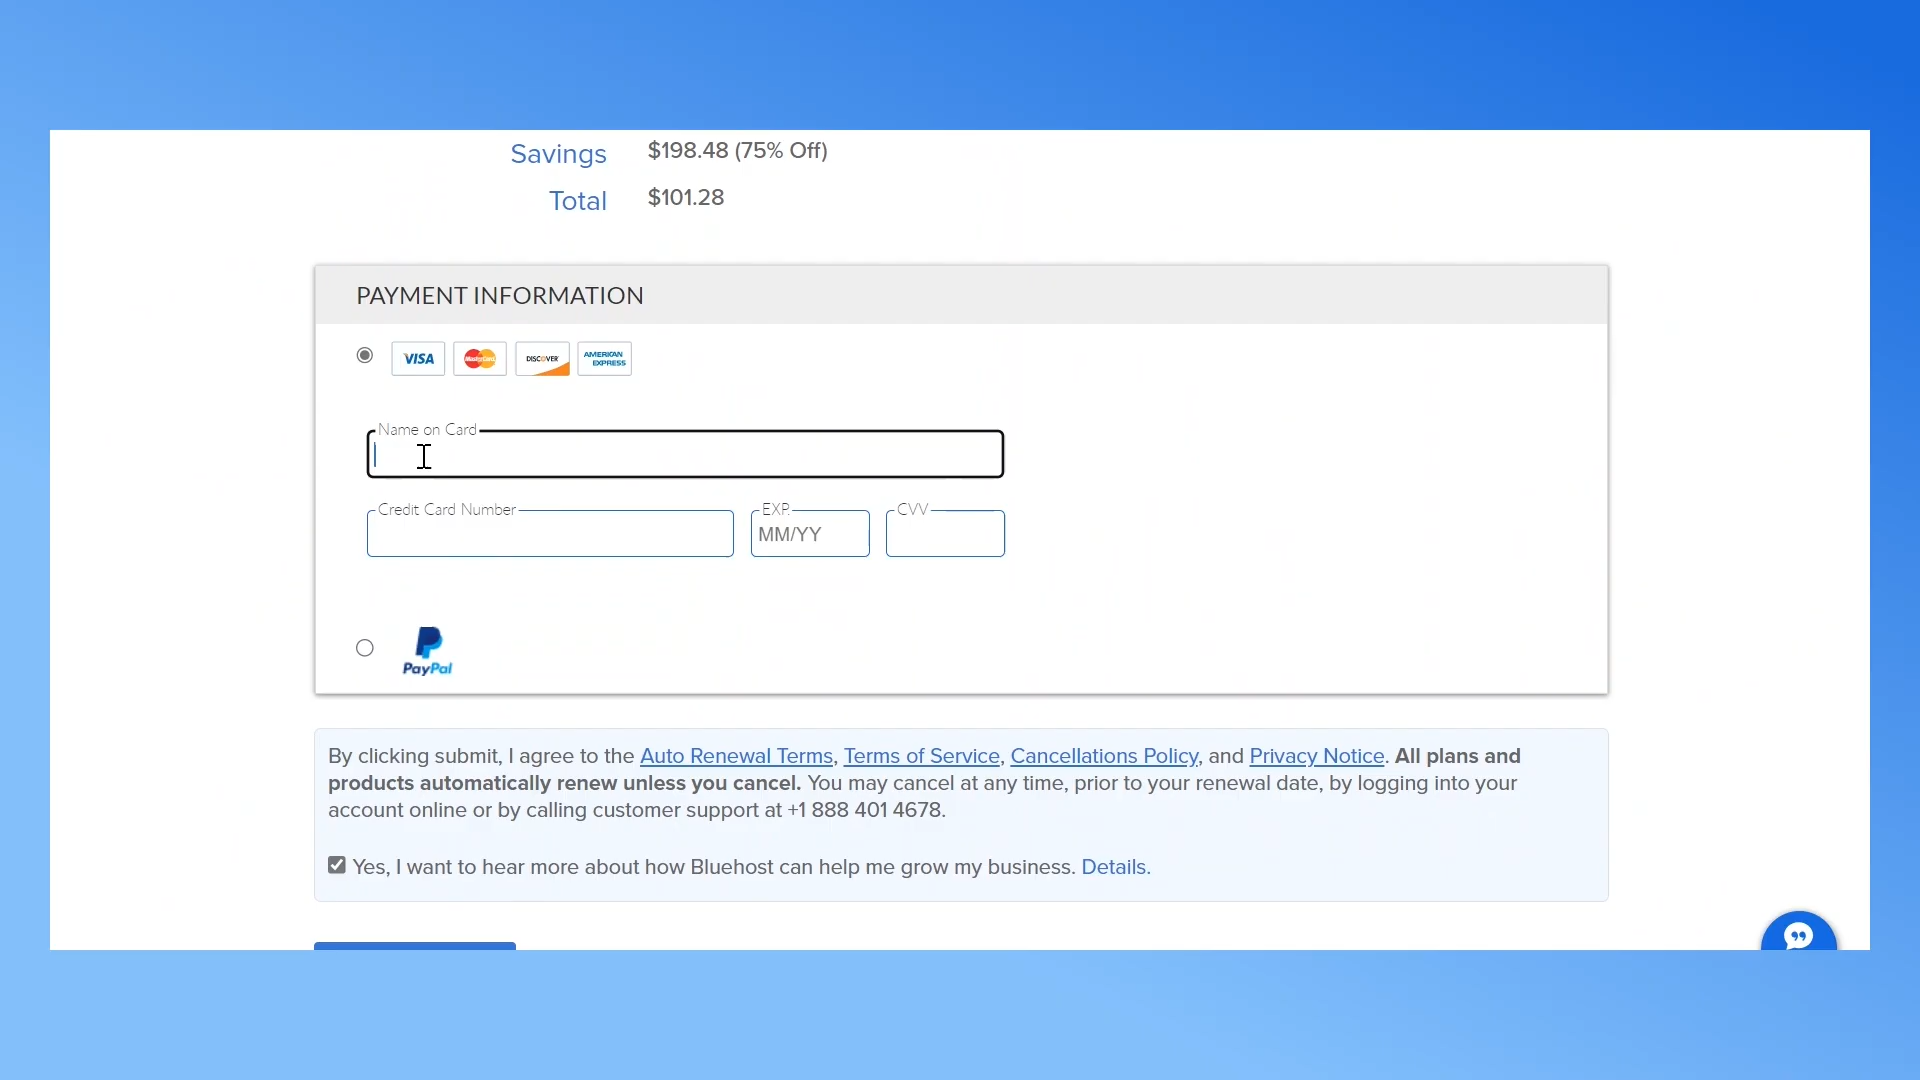 Savings $198.48 (75% Off)
Total $101.28
PAYMENT INFORMATION
VISA MasterCard DISCOVER AMERICAN EXPRESS
Name on Card
Credit Card Number EXP. CVV
MM/YY
PayPal
By clicking submit, I agree to the Auto Renewal Terms, Terms of Service, Cancellations Policy, and Privacy Notice. All plans and
products automatically renew unless you cancel. You may cancel at any time, prior to your renewal date, by logging into your
account online or by calling customer support at +1 888 401 4678.
Yes, I want to hear more about how Bluehost can help me grow my business. Details.